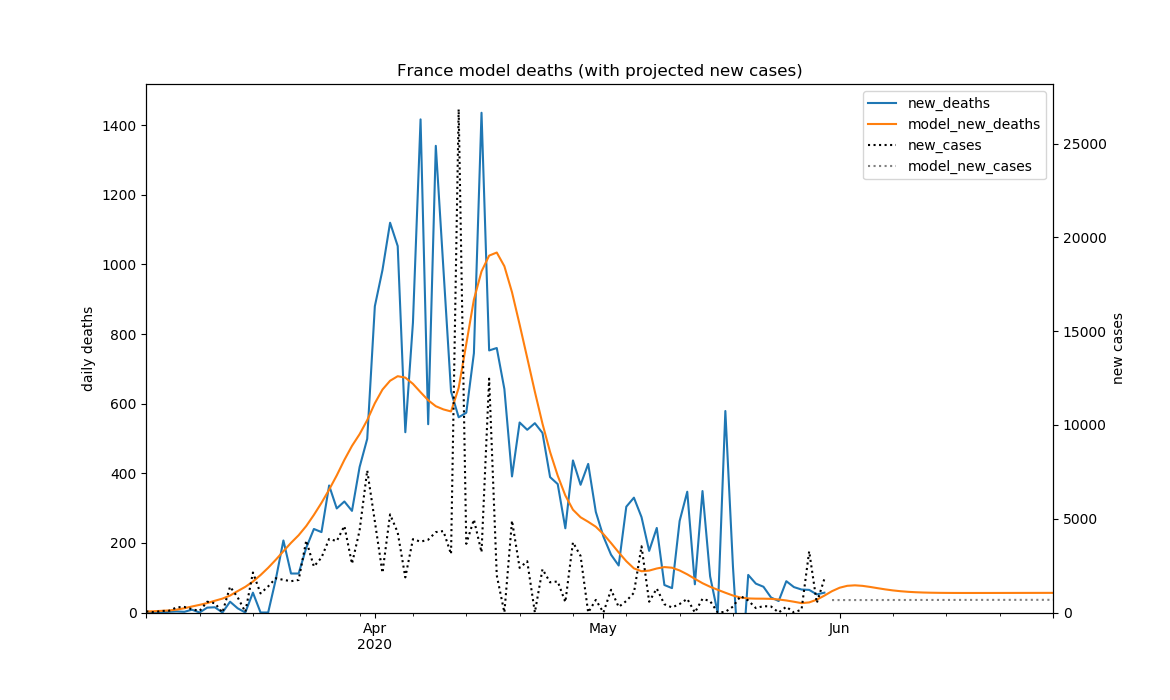 France model deaths (with projected new cases)
new_deaths
model_new_deaths
new_cases
model_new_cases
daily deaths
1400
1200
1000
800
600
400
200
0
new cases
25000
20000
15000
10000
5000
0
Apr
2020
May
Jun